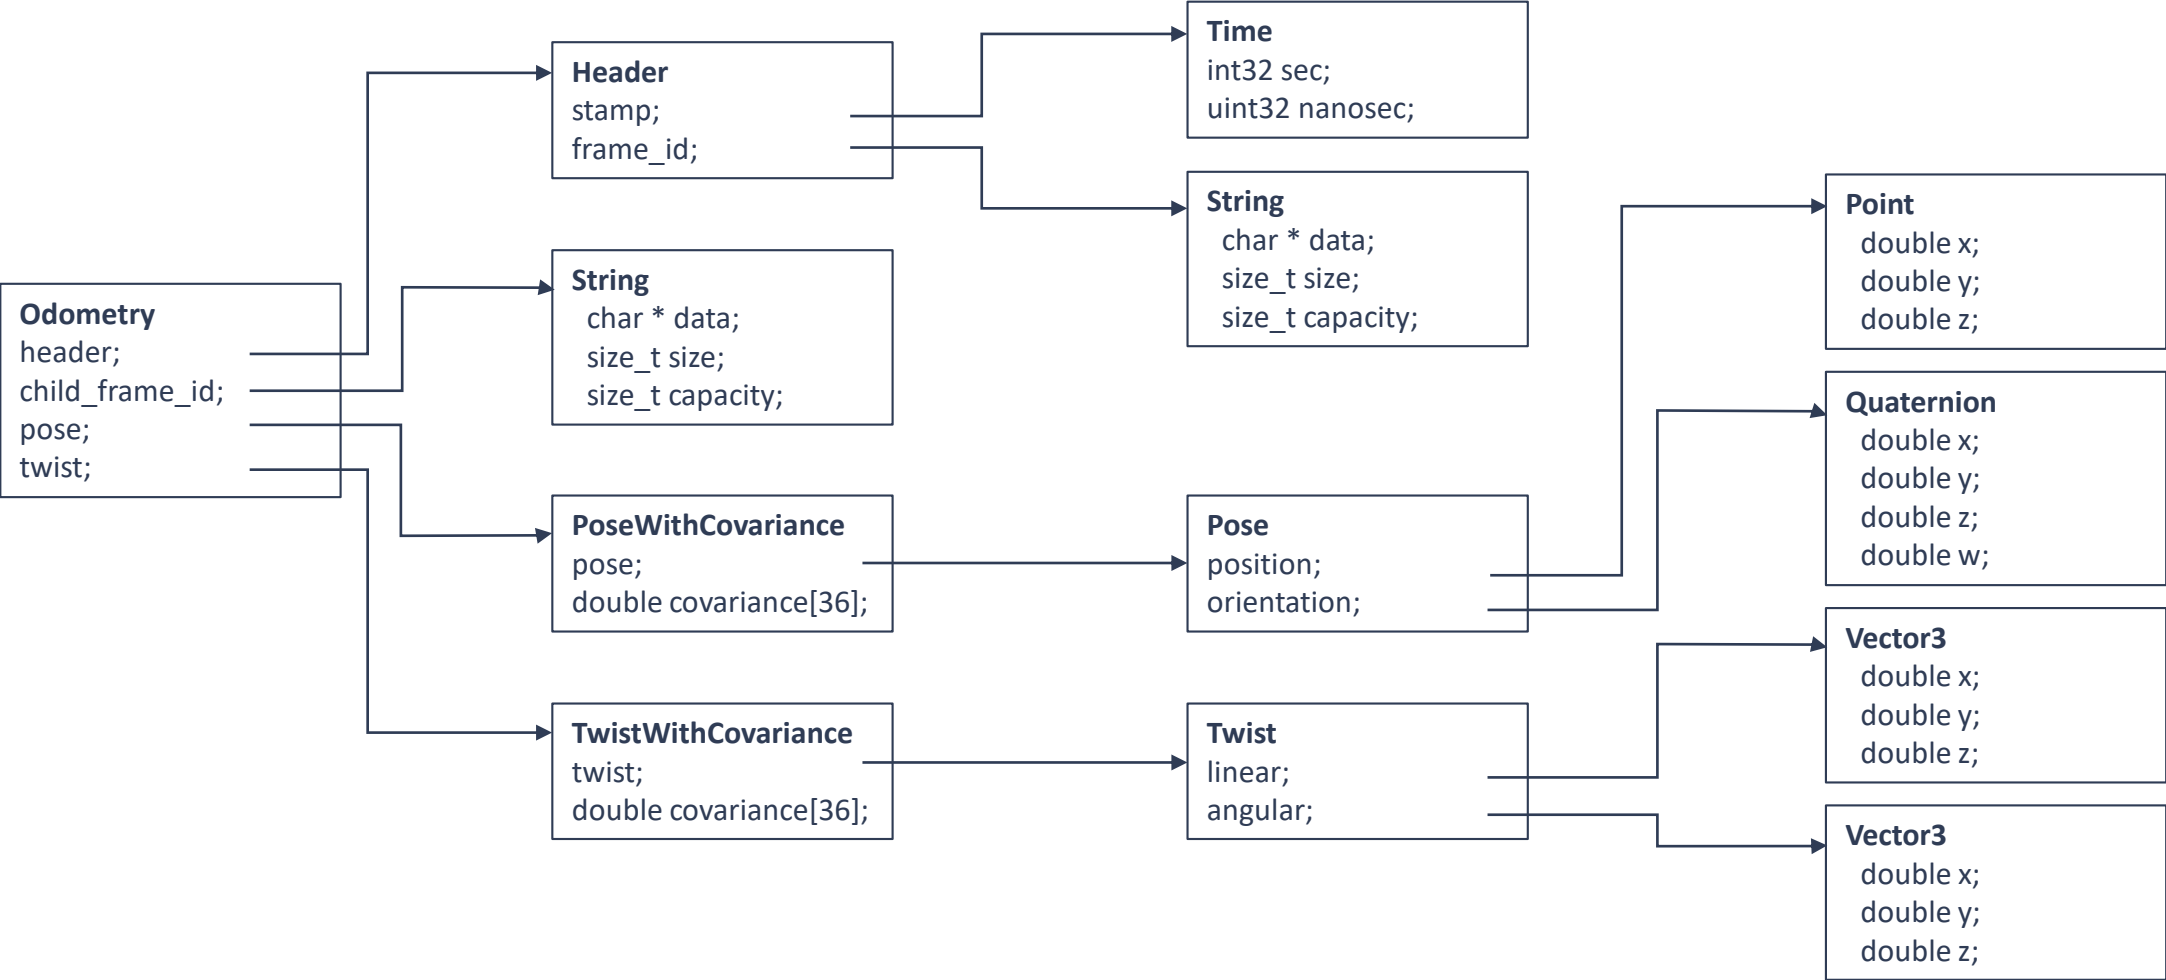 Odometry
header;
child_frame_id;
pose;
twist;
Header
stamp;
frame_id;
String
char * data;
size_t size;
size_t capacity;
PoseWithCovariance
pose;
double covariance[36];
TwistWithCovariance
twist;
double covariance[36];
Time
int32 sec;
uint32 nanosec;
String
char * data;
size_t size;
size_t capacity;
Pose
position;
orientation;
Twist
linear;
angular;
Point
double x;
double y;
double z;
Quaternion
double x;
double y;
double z;
double w;
Vector3
double x;
double y;
double z;
Vector3
double x;
double y;
double z;